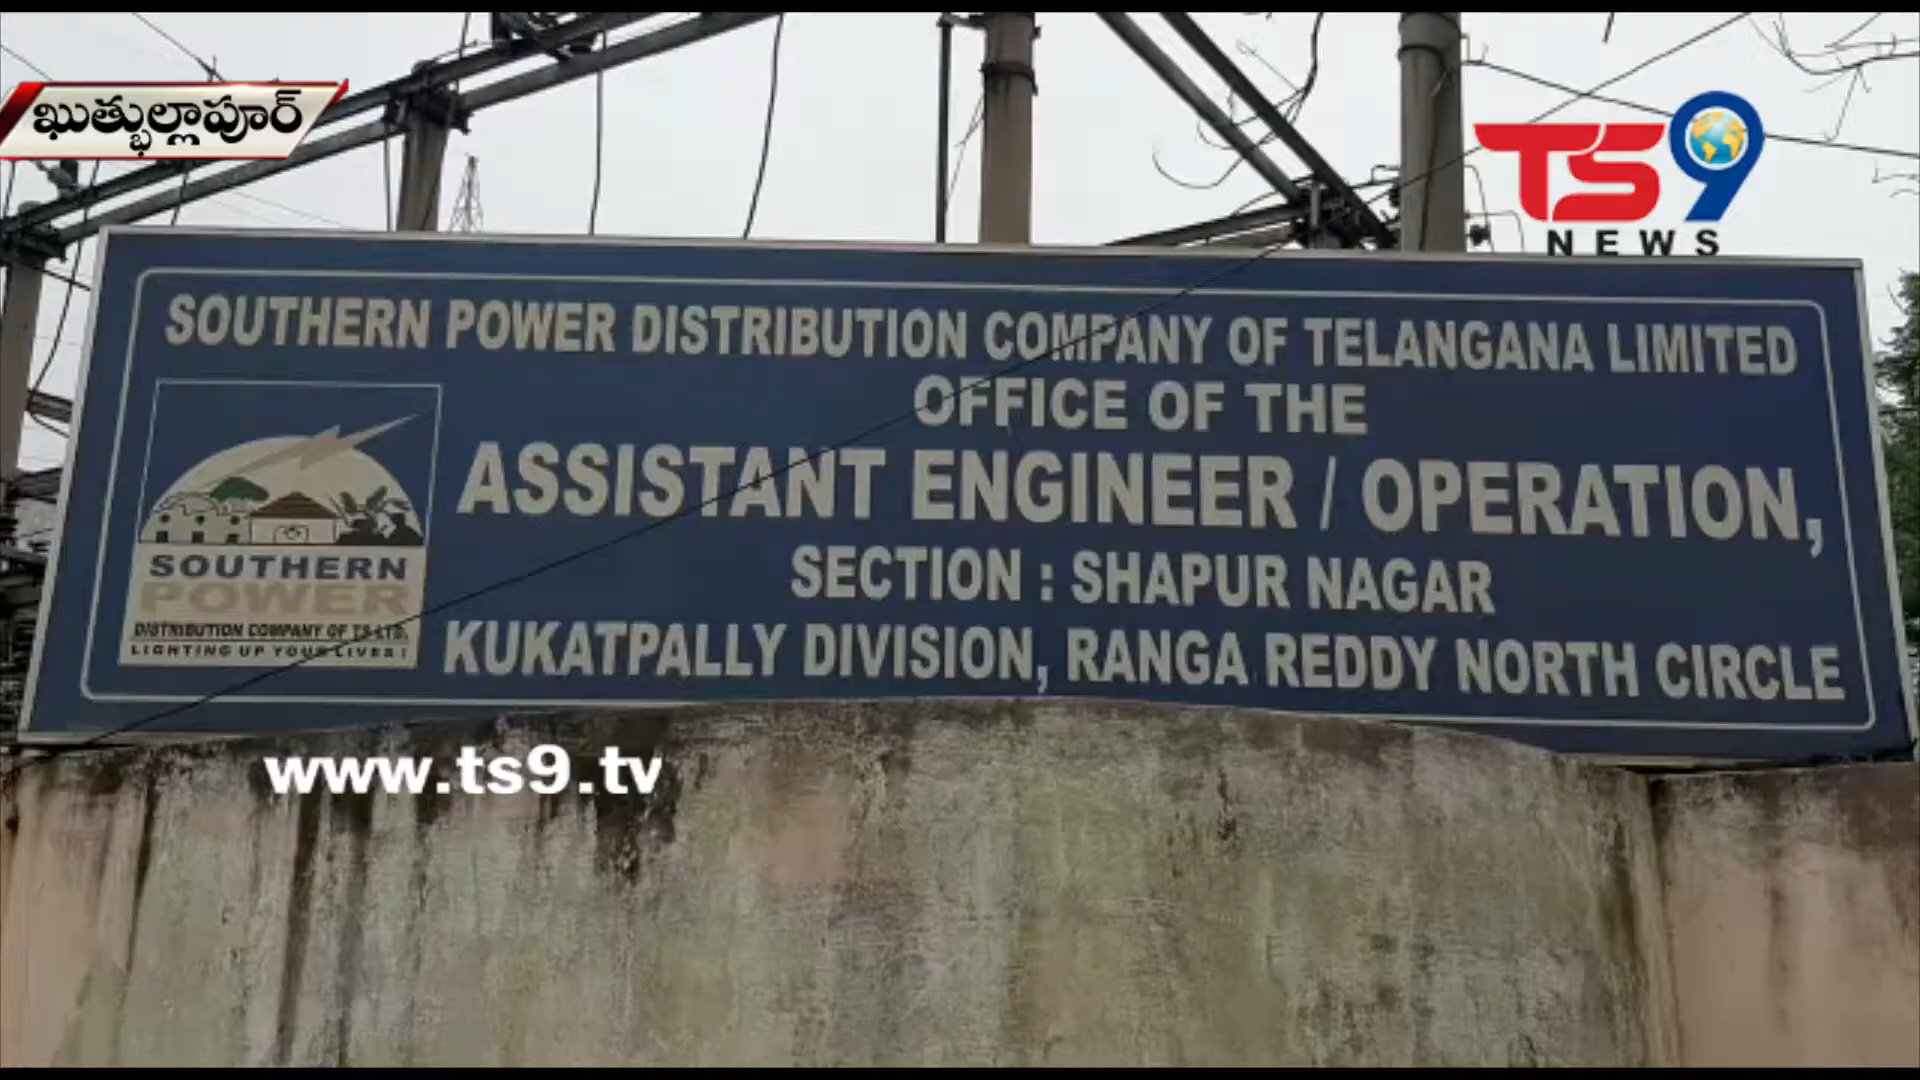 ఖుత్బుల్లాపూర్
TS9
NEWS
SOUTHERN POWER DISTRIBUTION COMPANY OF TELANGANA LIMITED
OFFICE OF THE
ASSISTANT ENGINEER / OPERATION,
SECTION : SHAPUR NAGAR
KUKATPALLY DIVISION, RANGA REDDY NORTH CIRCLE
SOUTHERN
POWER
DISTRIBUTION COMPANY OF TS LTD.
LIGHTING UP YOUR LIVES !
www.ts9.tv